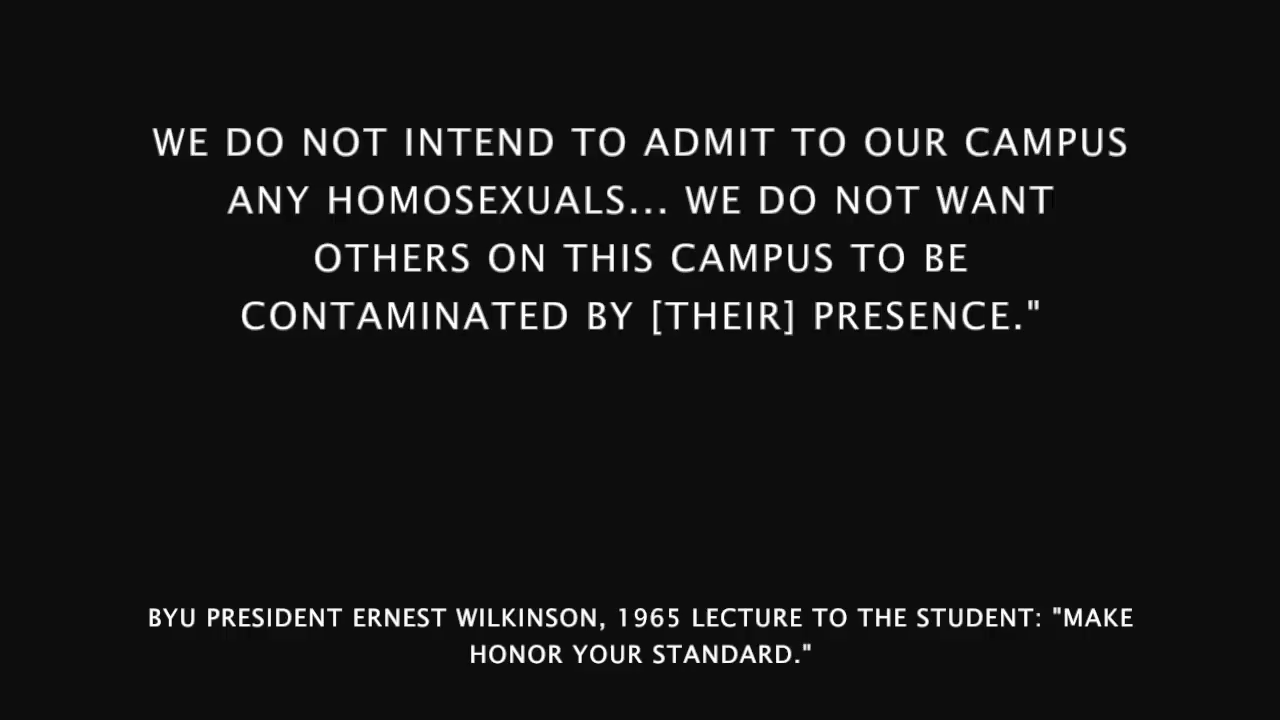 WE DO NOT INTEND TO ADMIT TO OUR CAMPUS
ANY HOMOSEXUALS... WE DO NOT WANT
OTHERS ON THIS CAMPUS TO BE
CONTAMINATED BY [THEIR] PRESENCE."
BYU PRESIDENT ERNEST WILKINSON, 1965 LECTURE TO THE STUDENT: "MAKE
HONOR YOUR STANDARD."